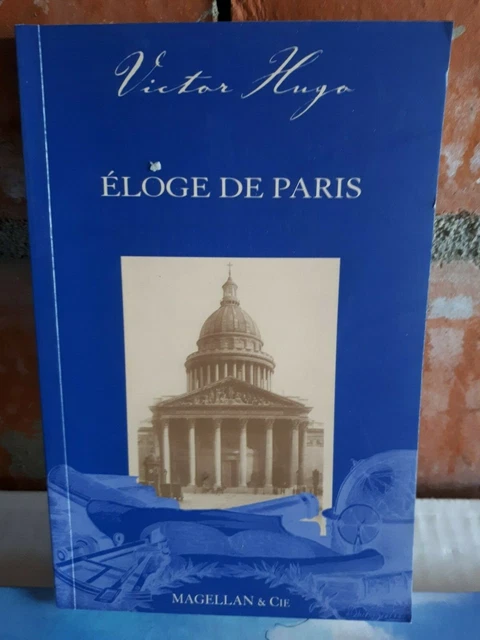 Victor Hugo
ÉLOGE DE PARIS
MAGELLAN & CIE